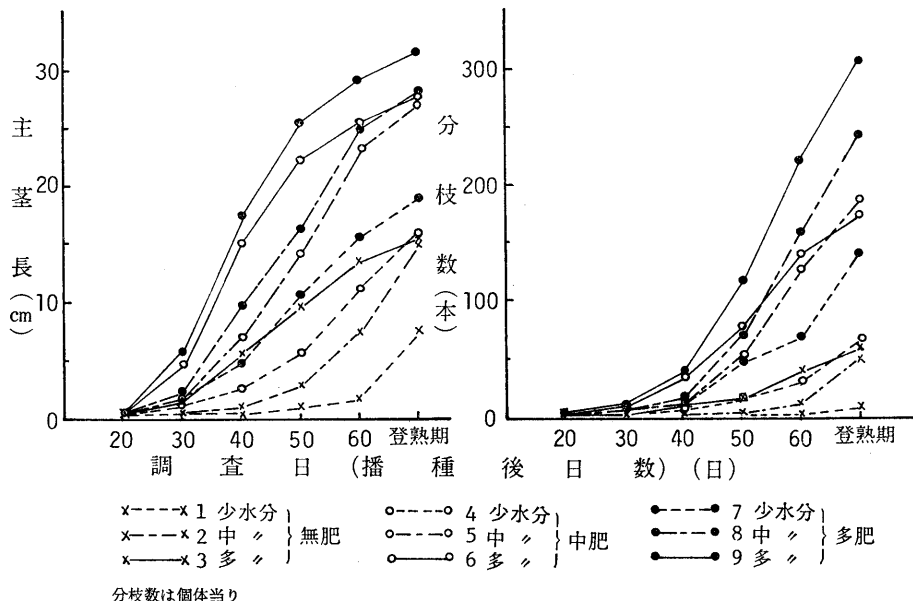 主茎長(cm)
30
20
10
0
20 30 40 50 60 登熟期
分枝数(本)
300
200
100
0
20 30 40 50 60 登熟期
調査日(播種後日数)(日)
x-----x 1 少水分
x-・-x 2 中 〃
x——x 3 多 〃
無肥
o-----o 4 少水分
o-・-o 5 中 〃
o——o 6 多 〃
中肥
●-----● 7 少水分
●-・-● 8 中 〃
●——● 9 多 〃
多肥
分枝数は個体当り